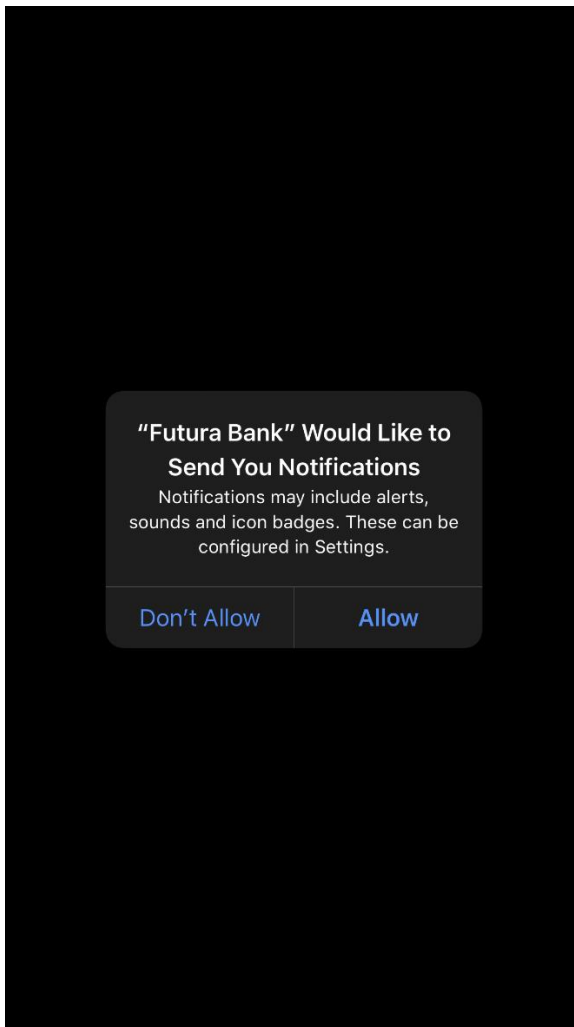 “Futura Bank” Would Like to
Send You Notifications
Notifications may include alerts,
sounds and icon badges. These can be
configured in Settings.
Don’t Allow
Allow